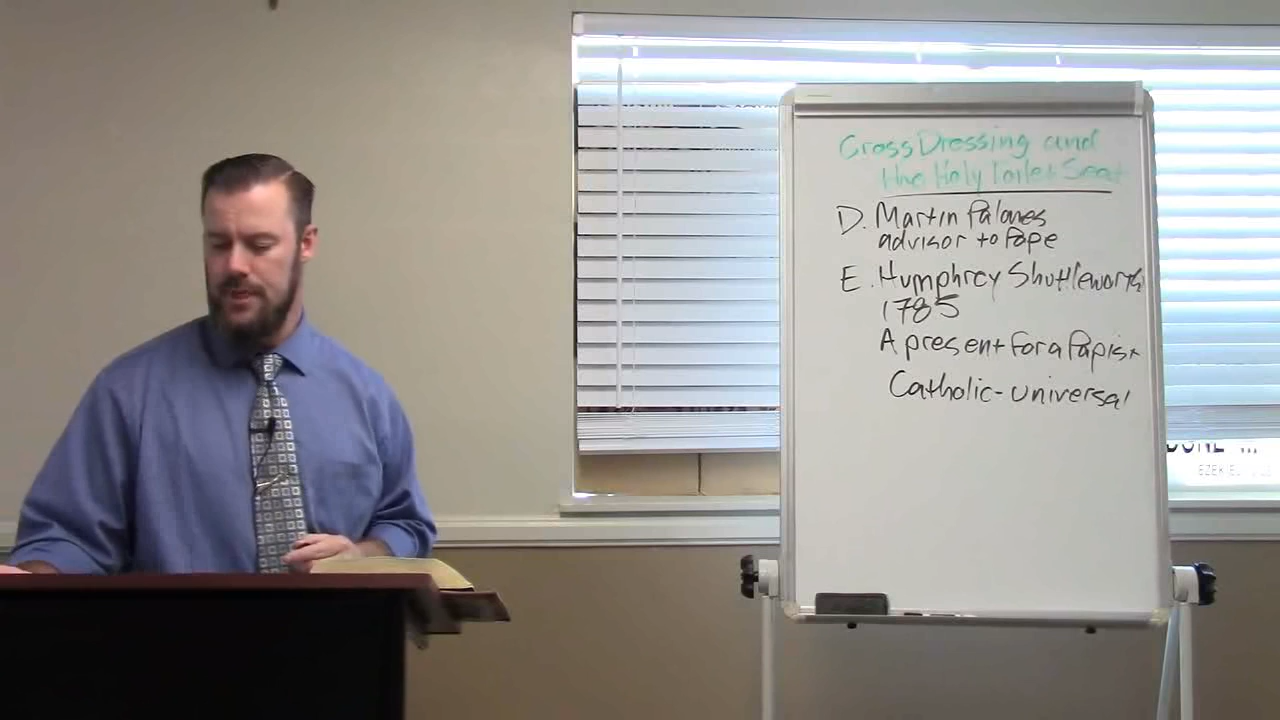 Cross Dressing and
the Holy Toilet Seat
D. Martin Palomes
advisor to Pope
E. Humphrey Shuttleworth
1785
A present for a Papist
Catholic-universal